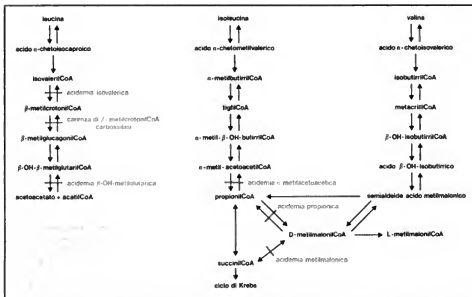 leucina
isoleucina
valina
acido α-chetoisocaproico
acido α-chetometilvalerico
acido α-chetoisovalerico
isovalerilCoA
α-metilbutirrilCoA
isobutirrilCoA
acidemia isovalerica
β-metilcrotonilCoA
tiglilCoA
metacrililCoA
carenza di β-metilcrotonilCoA
carbossilasi
β-metilglucagonilCoA
α-metil-β-OH-butirrilCoA
β-OH-isobutirrilCoA
β-OH-β-metilglutarilCoA
α-metil-acetoacetilCoA
acido β-OH-isobutirrico
acidemia β-OH-metilglutarica
acidemia α metilacetoacetica
acetoacetato + acetilCoA
propionilCoA
semialdeide acido metilmalonico
acidemia propionica
D-metilmalonilCoA
L-metilmalonilCoA
succinilCoA
acidemia metilmalonica
ciclo di Krebs